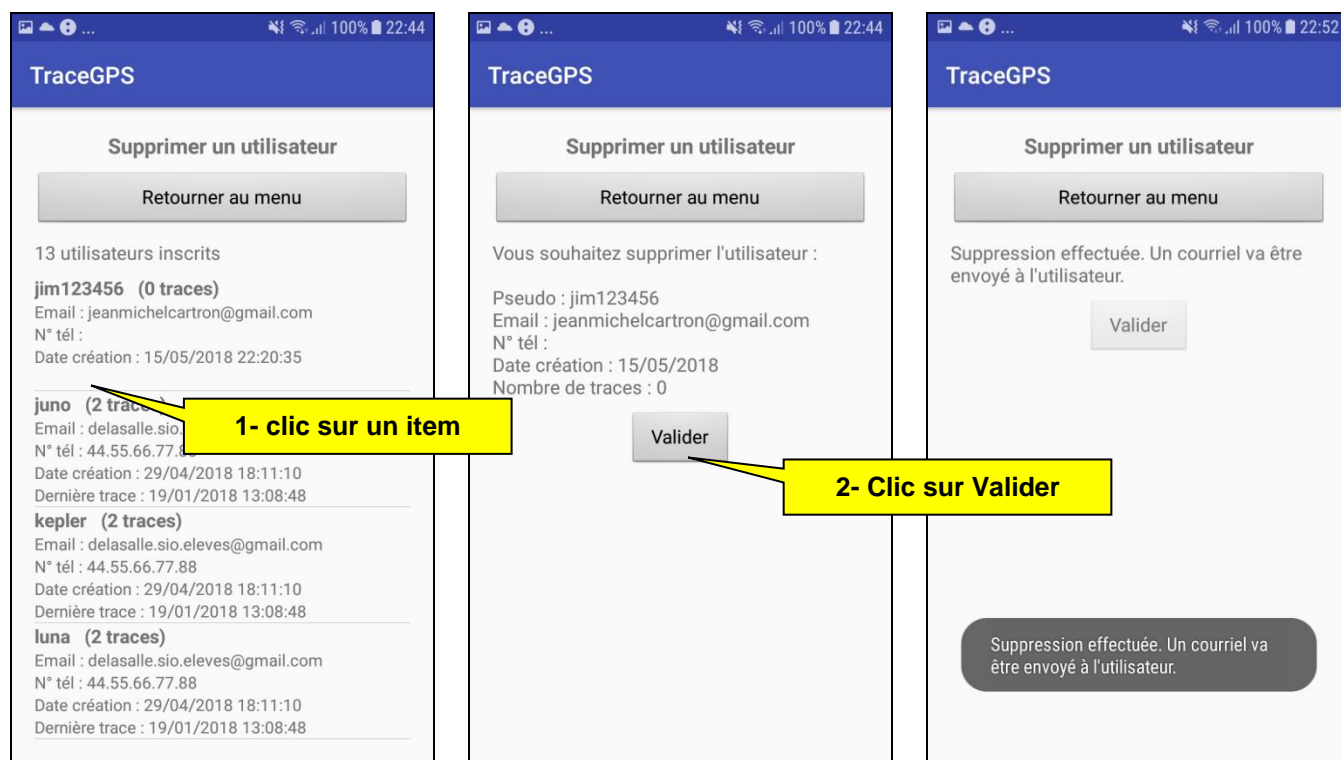 ... 100% 22:44
TraceGPS
Supprimer un utilisateur
Retourner au menu
13 utilisateurs inscrits
jim123456 (0 traces)
Email : jeanmichelcartron@gmail.com
N° tél :
Date création : 15/05/2018 22:20:35
juno (2 traces)
Email : delasalle.sio.
N° tél : 44.55.66.77.88
Date création : 29/04/2018 18:11:10
Dernière trace : 19/01/2018 13:08:48
kepler (2 traces)
Email : delasalle.sio.eleves@gmail.com
N° tél : 44.55.66.77.88
Date création : 29/04/2018 18:11:10
Dernière trace : 19/01/2018 13:08:48
luna (2 traces)
Email : delasalle.sio.eleves@gmail.com
N° tél : 44.55.66.77.88
Date création : 29/04/2018 18:11:10
Dernière trace : 19/01/2018 13:08:48
1- clic sur un item
... 100% 22:44
TraceGPS
Supprimer un utilisateur
Retourner au menu
Vous souhaitez supprimer l'utilisateur :
Pseudo : jim123456
Email : jeanmichelcartron@gmail.com
N° tél :
Date création : 15/05/2018
Nombre de traces : 0
Valider
2- Clic sur Valider
... 100% 22:52
TraceGPS
Supprimer un utilisateur
Retourner au menu
Suppression effectuée. Un courriel va être
envoyé à l'utilisateur.
Valider
Suppression effectuée. Un courriel va
être envoyé à l'utilisateur.